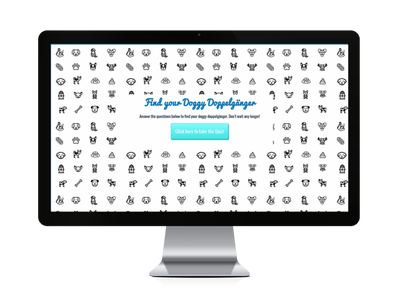 Find your Doggy Doppelgänger
Answer the questions below to find your doggy doppelgänger. Don't wait any longer!
Click here to take the Quiz!